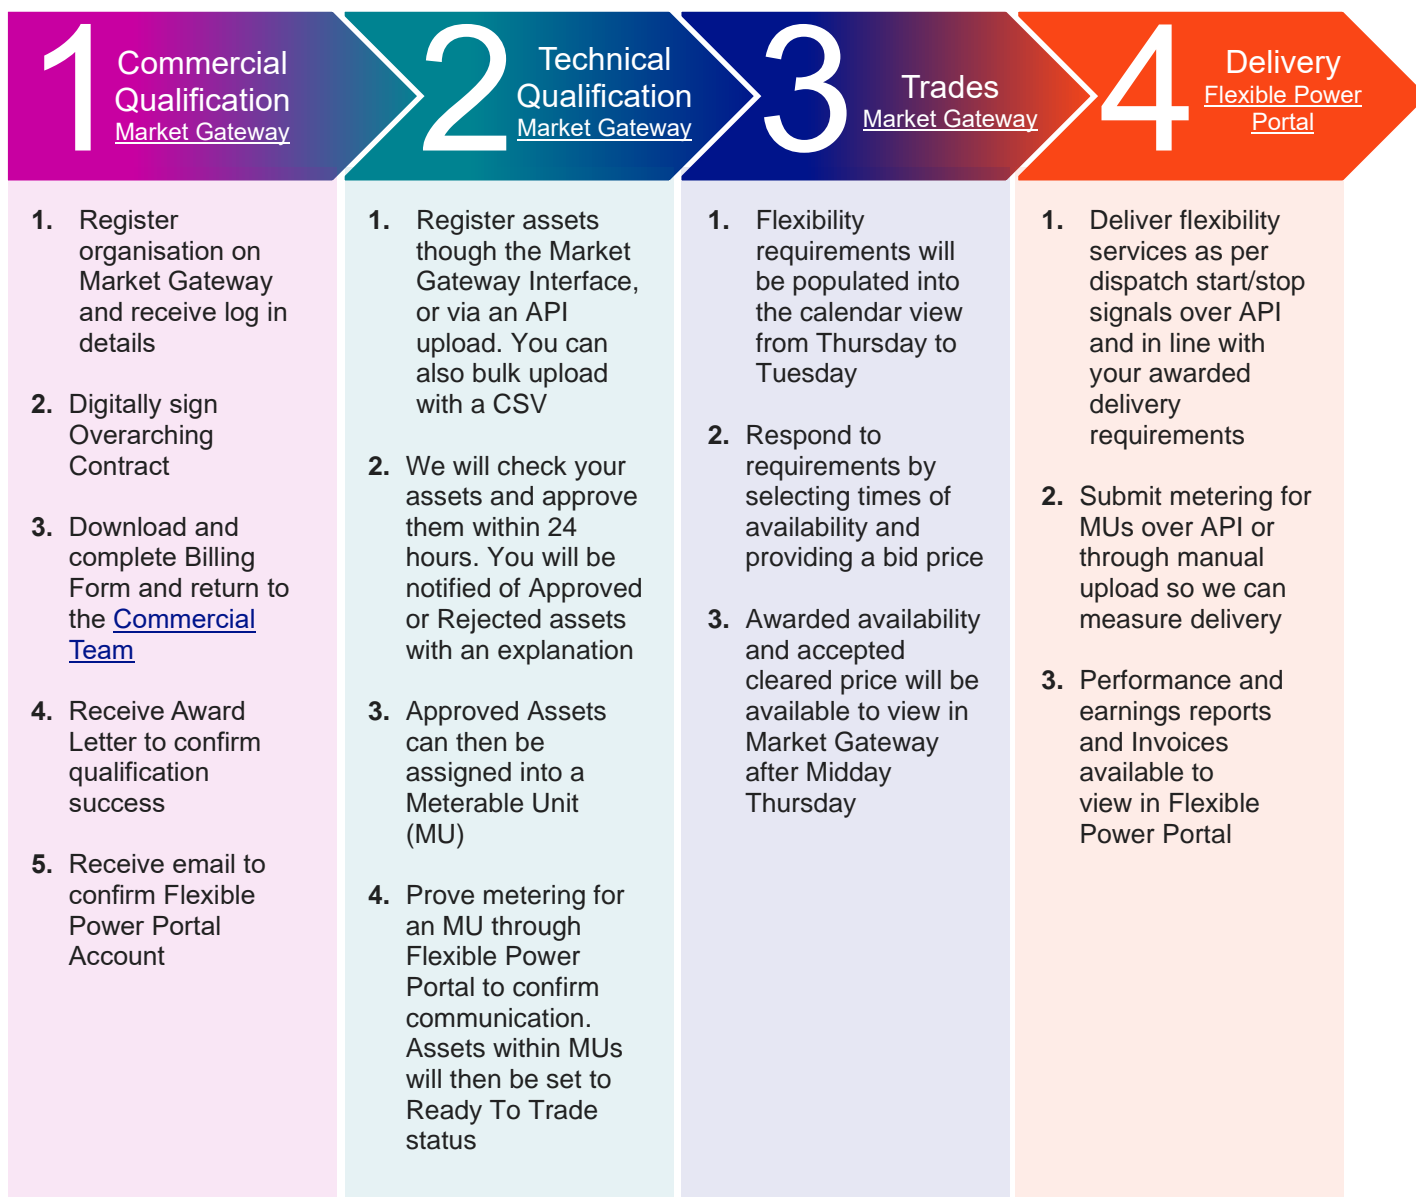 1
Commercial
Qualification
Market Gateway
1. Register
organisation on
Market Gateway
and receive log in
details
2. Digitally sign
Overarching
Contract
3. Download and
complete Billing
Form and return to
the Commercial
Team
4. Receive Award
Letter to confirm
qualification
success
5. Receive email to
confirm Flexible
Power Portal
Account
2
Technical
Qualification
Market Gateway
1. Register assets
though the Market
Gateway Interface,
or via an API
upload. You can
also bulk upload
with a CSV
2. We will check your
assets and approve
them within 24
hours. You will be
notified of Approved
or Rejected assets
with an explanation
3. Approved Assets
can then be
assigned into a
Meterable Unit
(MU)
4. Prove metering for
an MU through
Flexible Power
Portal to confirm
communication.
Assets within MUs
will then be set to
Ready To Trade
status
3
Trades
Market Gateway
1. Flexibility
requirements will
be populated into
the calendar view
from Thursday to
Tuesday
2. Respond to
requirements by
selecting times of
availability and
providing a bid price
3. Awarded availability
and accepted
cleared price will be
available to view in
Market Gateway
after Midday
Thursday
4
Delivery
Flexible Power
Portal
1. Deliver flexibility
services as per
dispatch start/stop
signals over API
and in line with
your awarded
delivery
requirements
2. Submit metering for
MUs over API or
through manual
upload so we can
measure delivery
3. Performance and
earnings reports
and Invoices
available to
view in Flexible
Power Portal